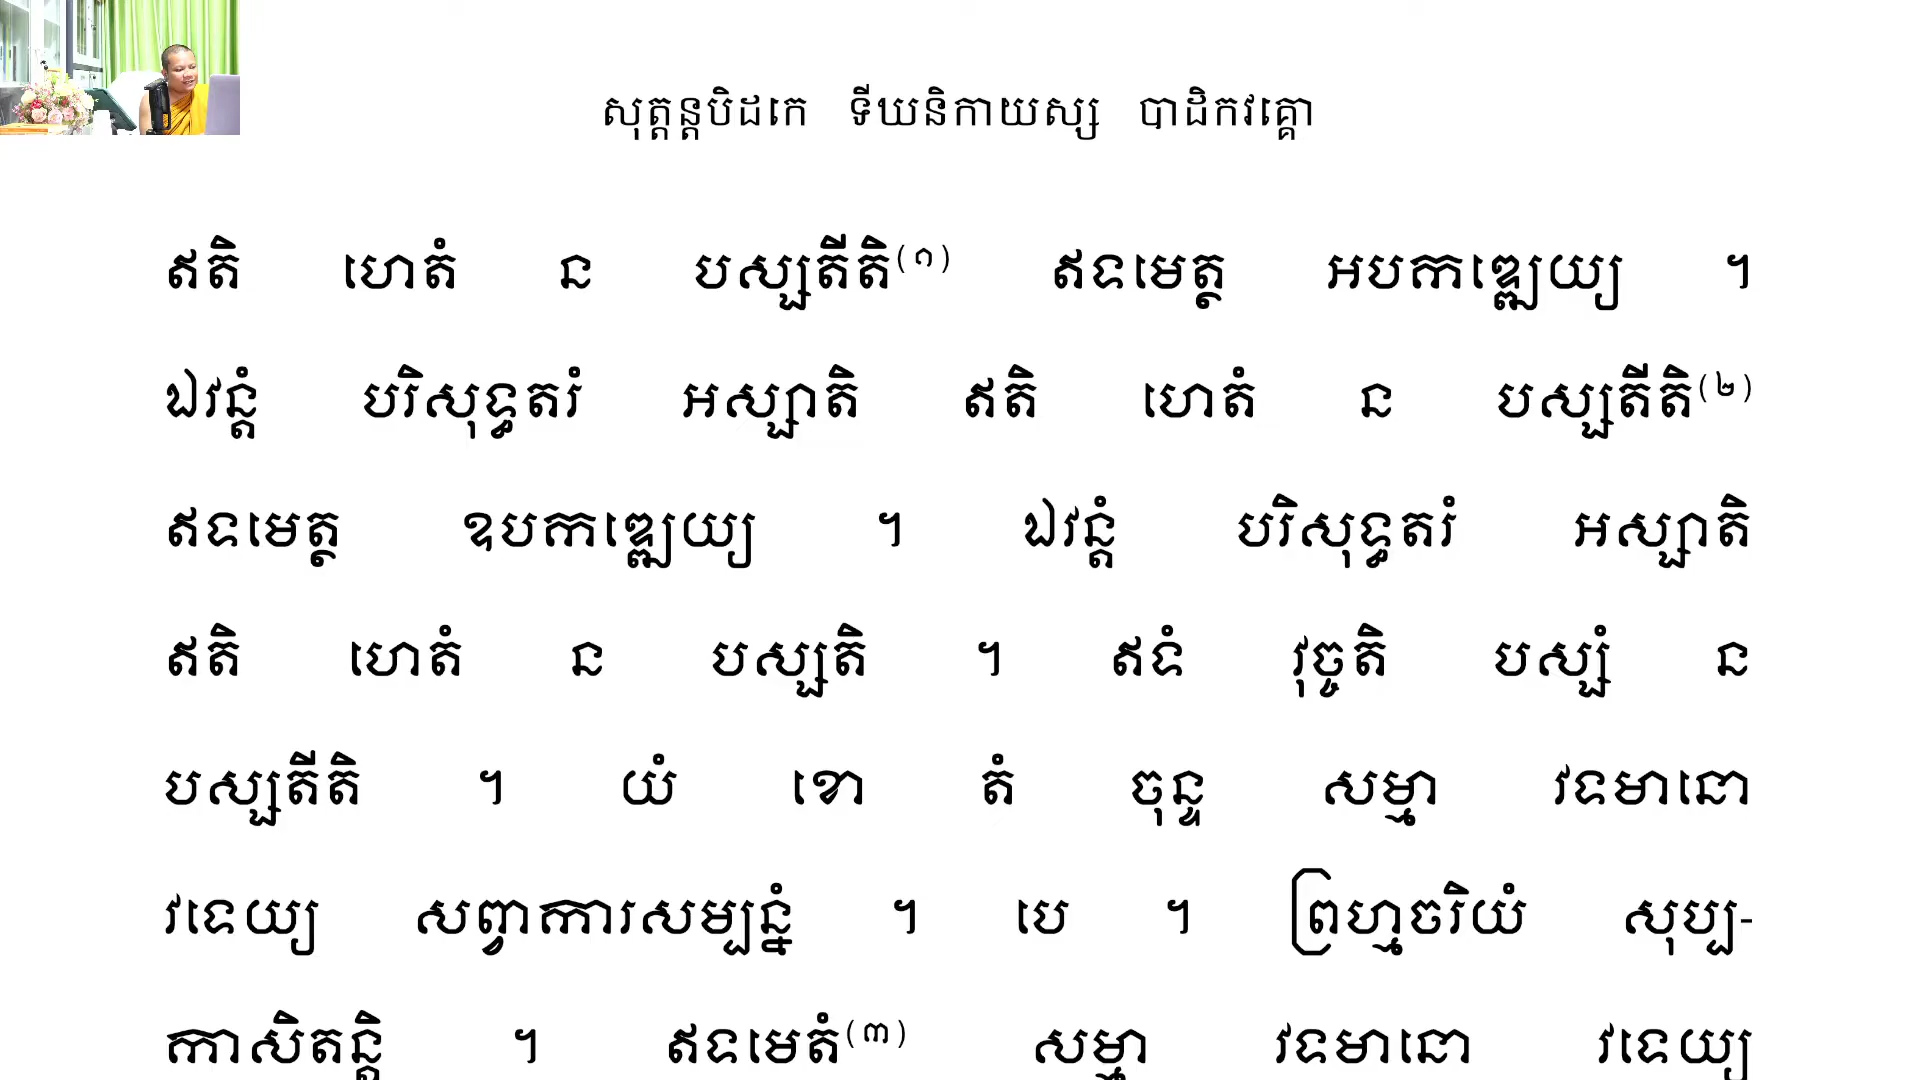 សុត្តន្តបិដកេ ទីឃនិកាយស្ស បាដិកវគ្គោ
ឥតិ ហេតំ ន បស្សតីតិ(១) ឥទមេត្ថ អបកឌ្ឍេយ្យ ។
ឯវន្តំ បរិសុទ្ធតរំ អស្សាតិ ឥតិ ហេតំ ន បស្សតីតិ(២)
ឥទមេត្ថ ឧបកឌ្ឍេយ្យ ។ ឯវន្តំ បរិសុទ្ធតរំ អស្សាតិ
ឥតិ ហេតំ ន បស្សតិ ។ ឥទំ វុច្ចតិ បស្សំ ន
បស្សតីតិ ។ យំ ខោ តំ ចុន្ទ សម្មា វទមានោ
វទេយ្យ សព្វាការសម្បន្នំ ។ បេ ។ ព្រហ្មចរិយំ សុប្ប-
កាសិតន្តិ ។ ឥទមេតំ(៣) សម្មា វទមានោ វទេយ្យ